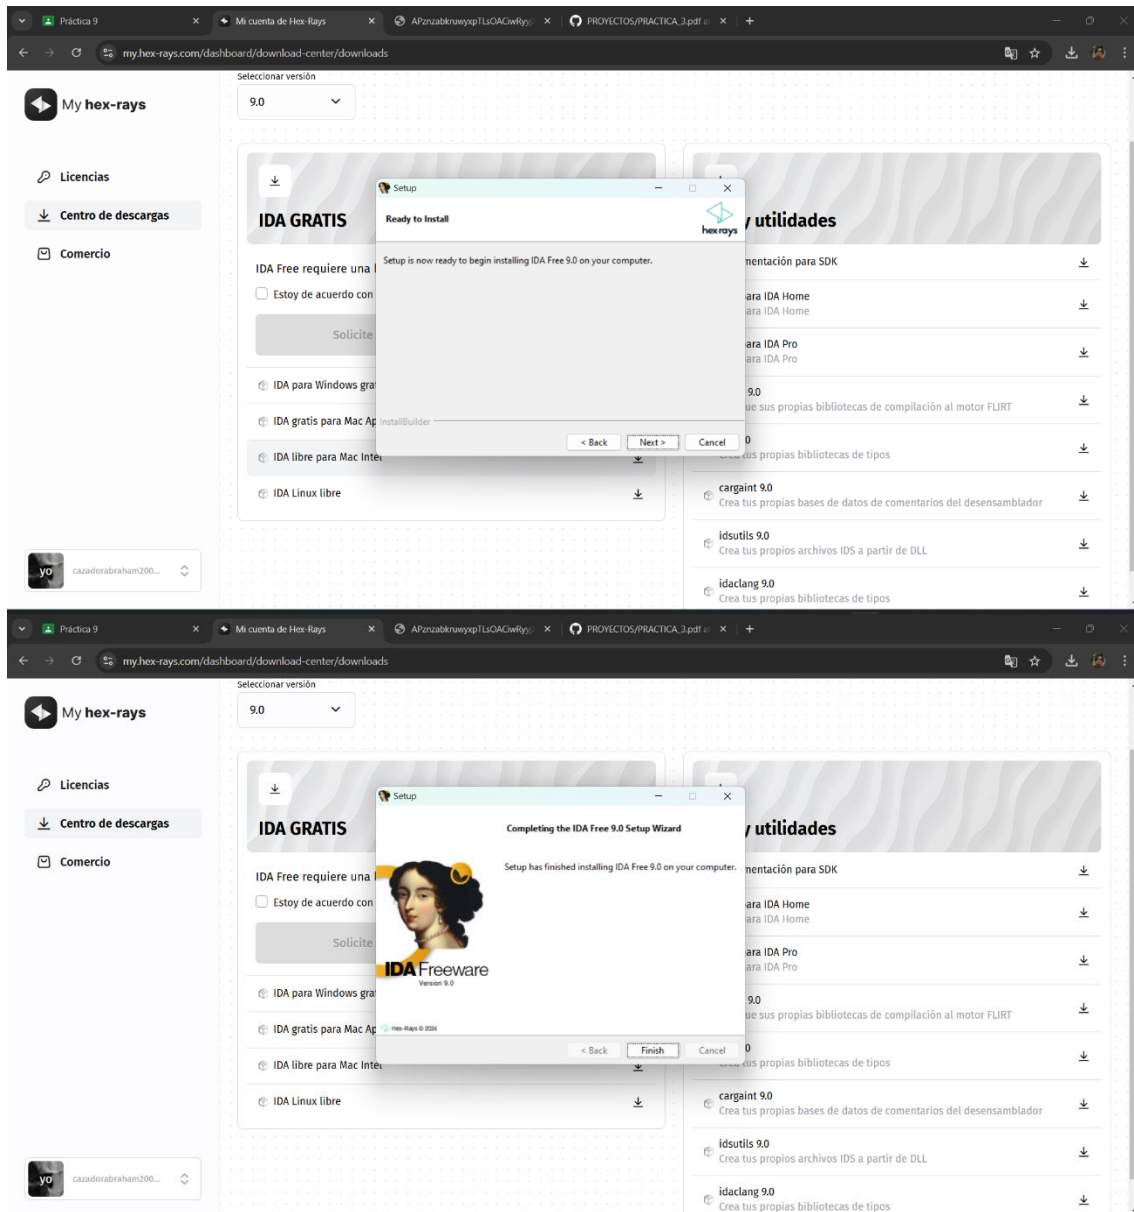 Práctica 9
Mi cuenta de Hex-Rays
APznzabkruwyxpTLsOACiwRyy
PROYECTOS/PRACTICA_3.pdf
my.hex-rays.com/dashboard/download-center/downloads
Seleccionar versión
My hex-rays
9.0
Licencias
Centro de descargas
Comercio
IDA GRATIS
IDA Free requiere una
Estoy de acuerdo con
Solicite
IDA para Windows gra
IDA gratis para Mac Ap
IDA libre para Mac Intel
IDA Linux libre
Setup
Ready to Install
hex·rays
Setup is now ready to begin installing IDA Free 9.0 on your computer.
InstallBuilder
< Back
Next >
Cancel
y utilidades
mentación para SDK
ara IDA Home
ara IDA Home
ara IDA Pro
ara IDA Pro
9.0
ue sus propias bibliotecas de compilación al motor FLIRT
0
Crea tus propias bibliotecas de tipos
cargaint 9.0
Crea tus propias bases de datos de comentarios del desensamblador
idsutils 9.0
Crea tus propios archivos IDS a partir de DLL
idaclang 9.0
Crea tus propias bibliotecas de tipos
yo
cazadorabraham200...
Práctica 9
Mi cuenta de Hex-Rays
APznzabkruwyxpTLsOACiwRyy
PROYECTOS/PRACTICA_3.pdf
my.hex-rays.com/dashboard/download-center/downloads
Seleccionar versión
My hex-rays
9.0
Licencias
Centro de descargas
Comercio
IDA GRATIS
IDA Free requiere una
Estoy de acuerdo con
Solicite
IDA para Windows gra
IDA gratis para Mac Ap
IDA libre para Mac Intel
IDA Linux libre
Setup
Completing the IDA Free 9.0 Setup Wizard
Setup has finished installing IDA Free 9.0 on your computer.
IDA Freeware
Version 9.0
Hex-Rays © 2024
< Back
Finish
Cancel
y utilidades
mentación para SDK
ara IDA Home
ara IDA Home
ara IDA Pro
ara IDA Pro
9.0
ue sus propias bibliotecas de compilación al motor FLIRT
0
Crea tus propias bibliotecas de tipos
cargaint 9.0
Crea tus propias bases de datos de comentarios del desensamblador
idsutils 9.0
Crea tus propios archivos IDS a partir de DLL
idaclang 9.0
Crea tus propias bibliotecas de tipos
yo
cazadorabraham200...